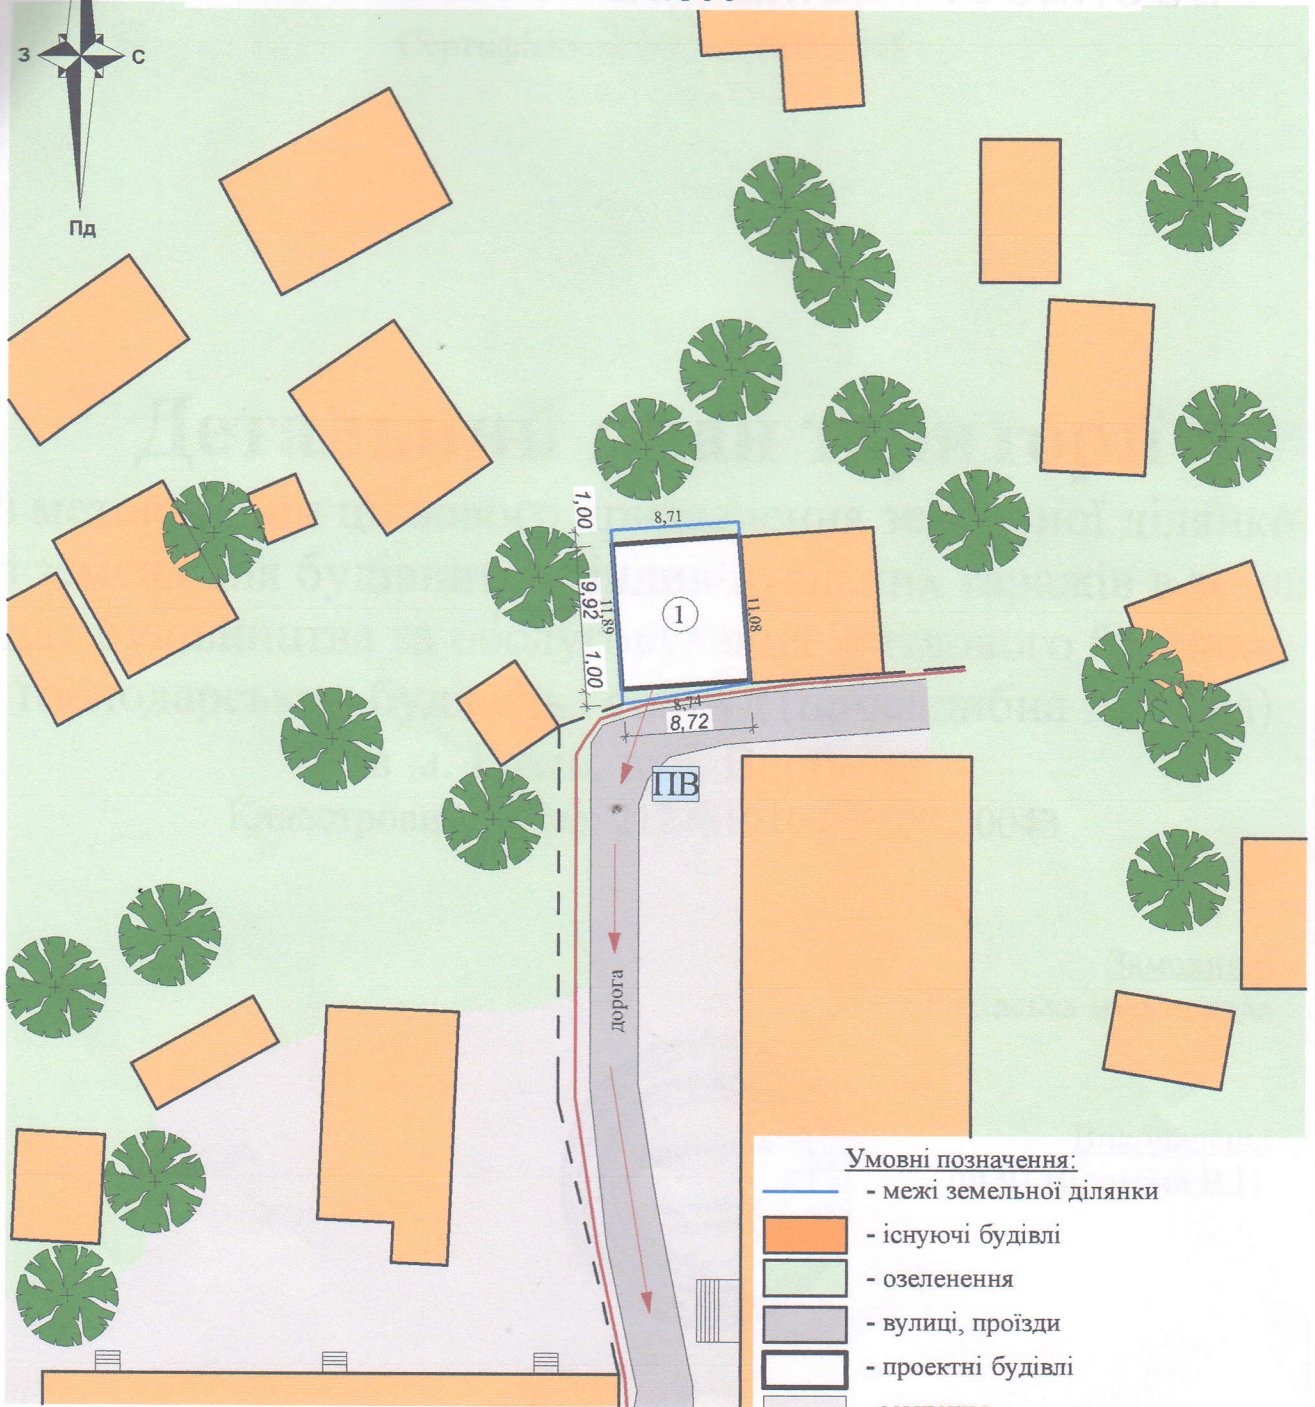 З С
Пд
1,00
8,71
9,92
11,89
1
11,08
1,00
8,74
8,72
ПВ
дорога
Умовні позначення:
- межі земельної ділянки
- існуючі будівлі
- озеленення
- вулиці, проїзди
- проектні будівлі